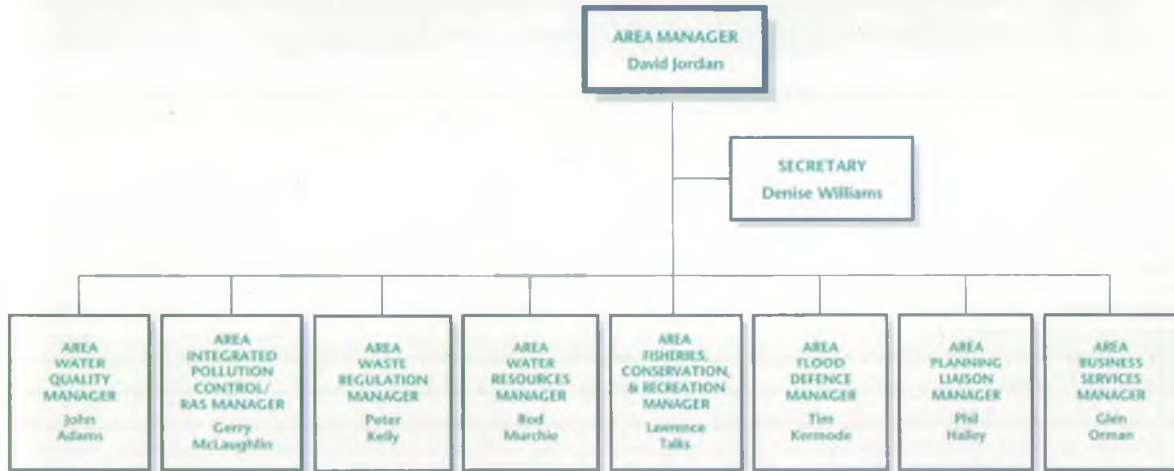 AREA MANAGER
David Jordan
SECRETARY
Denise Williams
AREA
WATER
QUALITY
MANAGER
John
Adams
AREA
INTEGRATED
POLLUTION
CONTROL/
RAS MANAGER
Gerry
McLaughlin
AREA
WASTE
REGULATION
MANAGER
Peter
Kelly
AREA
WATER
RESOURCES
MANAGER
Rod
Murchie
AREA
FISHERIES,
CONSERVATION,
& RECREATION
MANAGER
Lawrence
Talks
AREA
FLOOD
DEFENCE
MANAGER
Tim
Kermode
AREA
PLANNING
LIAISON
MANAGER
Phil
Hailey
AREA
BUSINESS
SERVICES
MANAGER
Glen
Orman